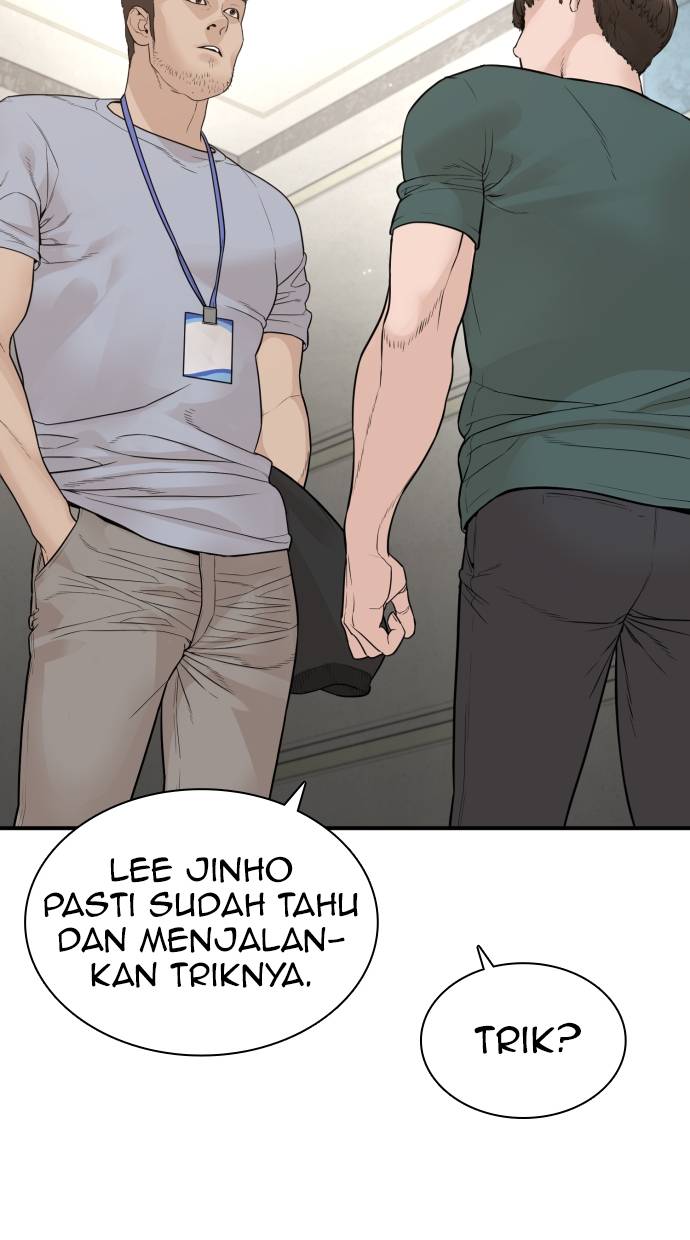 LEE JINHO
PASTI SUDAH TAHU
DAN MENJALAN-
KAN TRIKNYA.
TRIK?